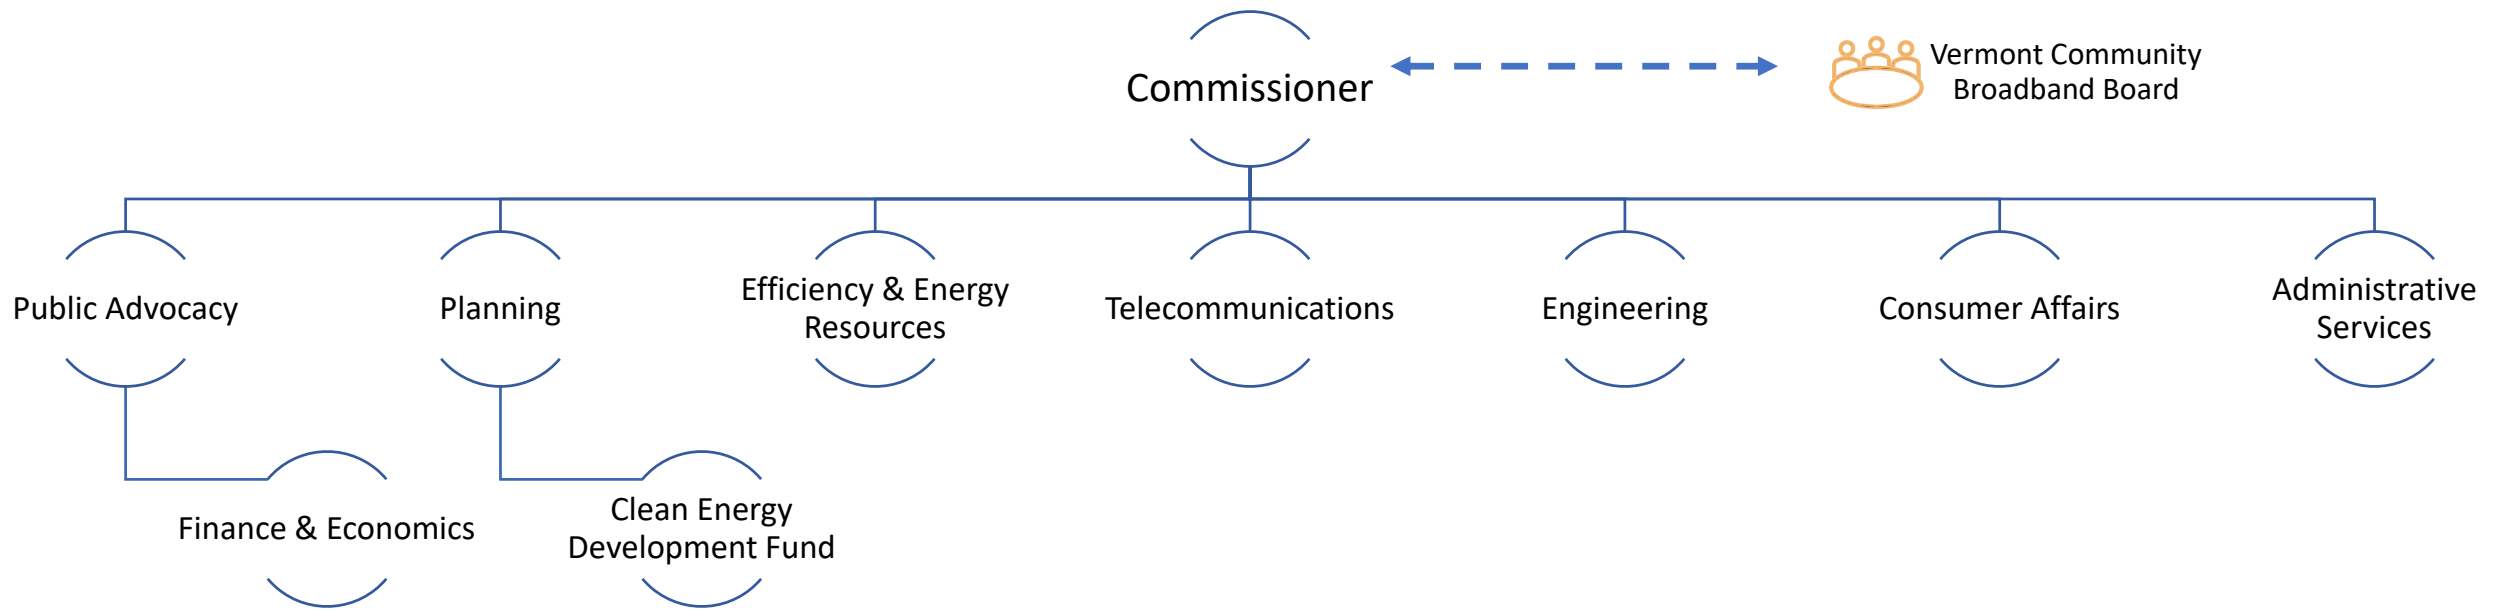 Commissioner
Vermont Community
Broadband Board
Public Advocacy
Planning
Efficiency & Energy
Resources
Telecommunications
Engineering
Consumer Affairs
Administrative
Services
Finance & Economics
Clean Energy
Development Fund